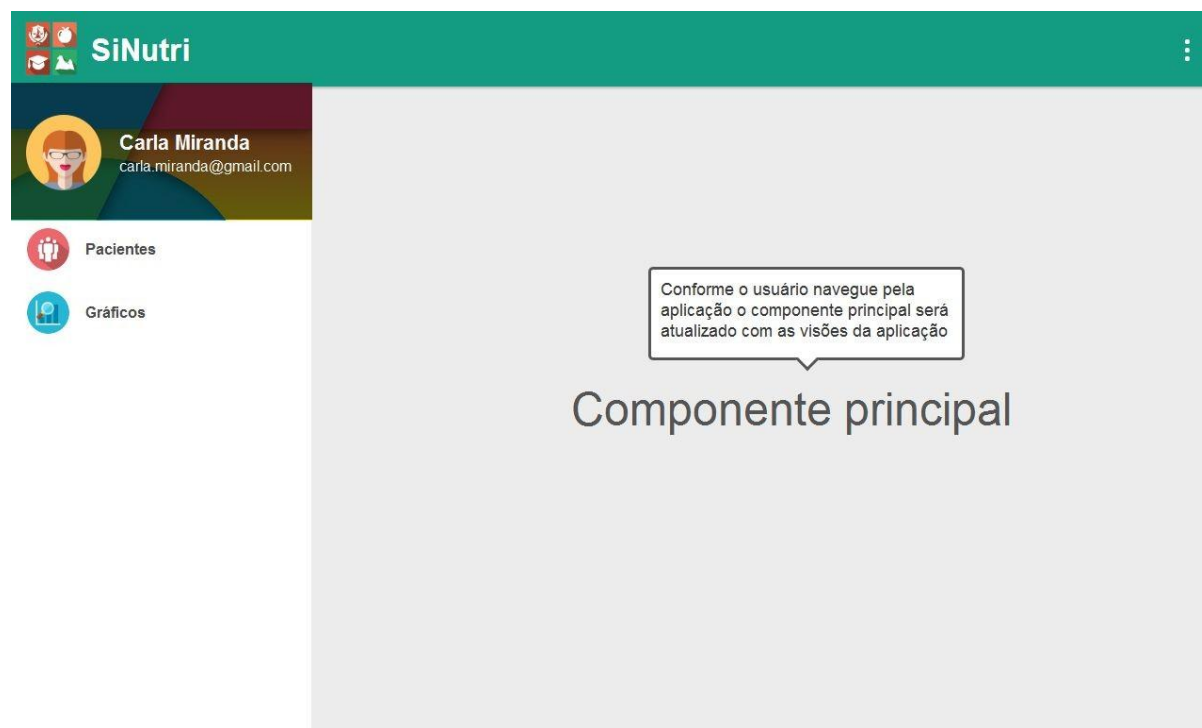 SiNutri
Carla Miranda
carla.miranda@gmail.com
Pacientes
Gráficos
Conforme o usuário navegue pela
aplicação o componente principal será
atualizado com as visões da aplicação
Componente principal